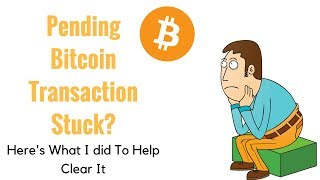 Pending
Bitcoin
Transaction
Stuck?
Here's What I did To Help
Clear It